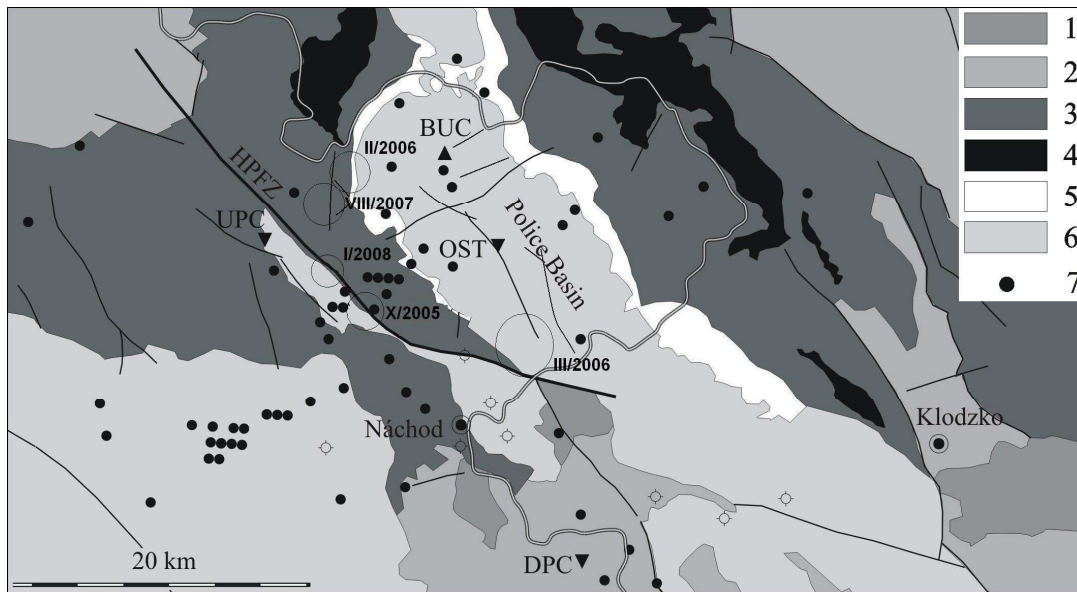 1
2
3
4
5
6
7
BUC
II/2006
HPFZ
VIII/2007
UPC
I/2008
OST
Police Basin
X/2005
III/2006
Náchod
Klodzko
DPC
20 km